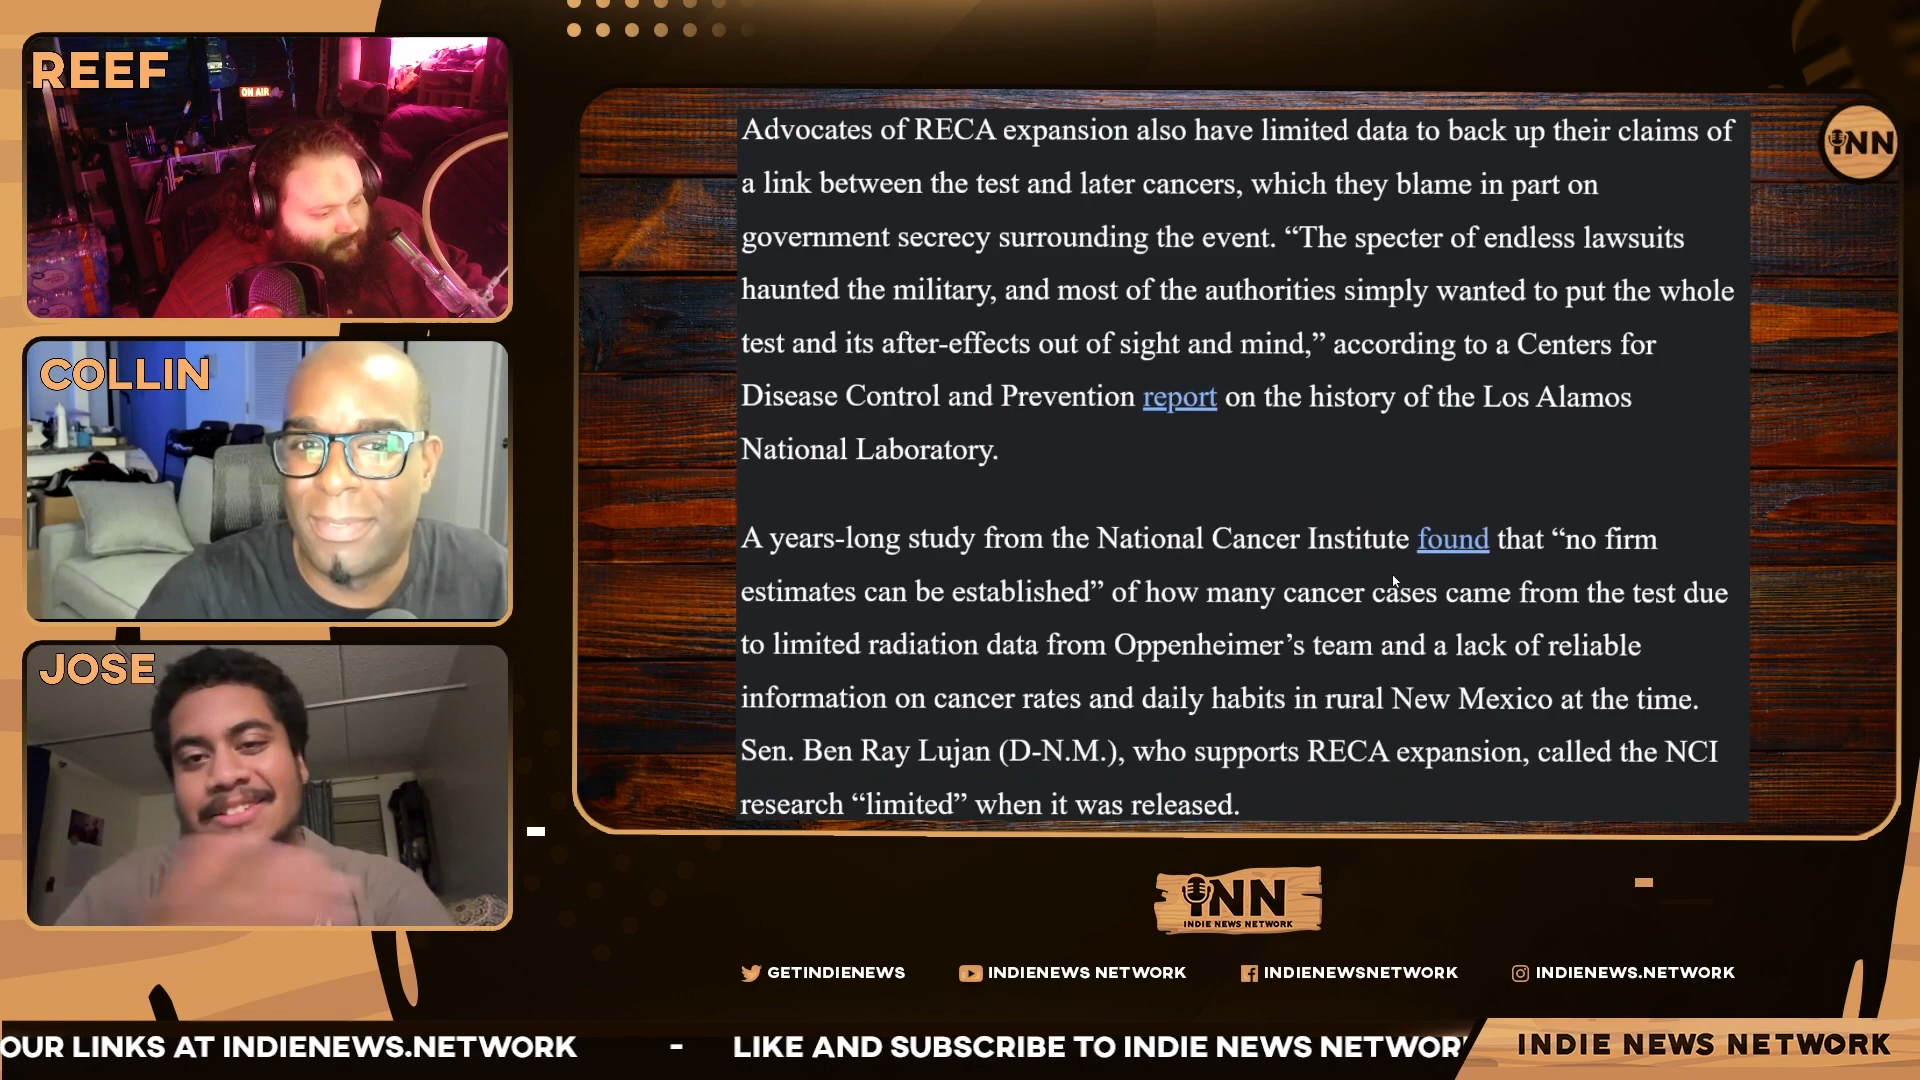 REEF
ON AIR
COLLIN
JOSE
Advocates of RECA expansion also have limited data to back up their claims of
a link between the test and later cancers, which they blame in part on
government secrecy surrounding the event. “The specter of endless lawsuits
haunted the military, and most of the authorities simply wanted to put the whole
test and its after-effects out of sight and mind,” according to a Centers for
Disease Control and Prevention report on the history of the Los Alamos
National Laboratory.
A years-long study from the National Cancer Institute found that “no firm
estimates can be established” of how many cancer cases came from the test due
to limited radiation data from Oppenheimer’s team and a lack of reliable
information on cancer rates and daily habits in rural New Mexico at the time.
Sen. Ben Ray Lujan (D-N.M.), who supports RECA expansion, called the NCI
research “limited” when it was released.
INN
INN
INDIE NEWS NETWORK
GETINDIENEWS
INDIENEWS NETWORK
INDIENEWSNETWORK
INDIENEWS.NETWORK
OUR LINKS AT INDIENEWS.NETWORK - LIKE AND SUBSCRIBE TO INDIE NEWS NETWOR
INDIE NEWS NETWORK